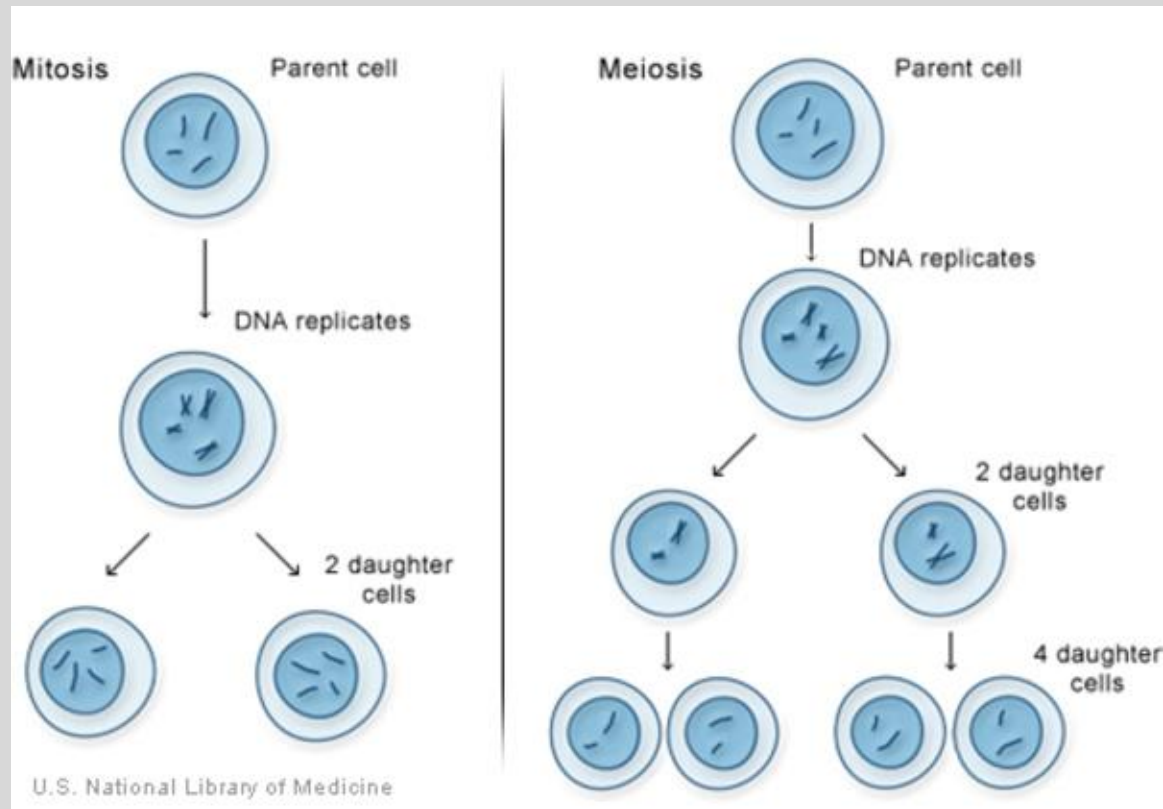 Mitosis
Parent cell
DNA replicates
2 daughter
cells
U.S. National Library of Medicine
Meiosis
Parent cell
DNA replicates
2 daughter
cells
4 daughter
cells